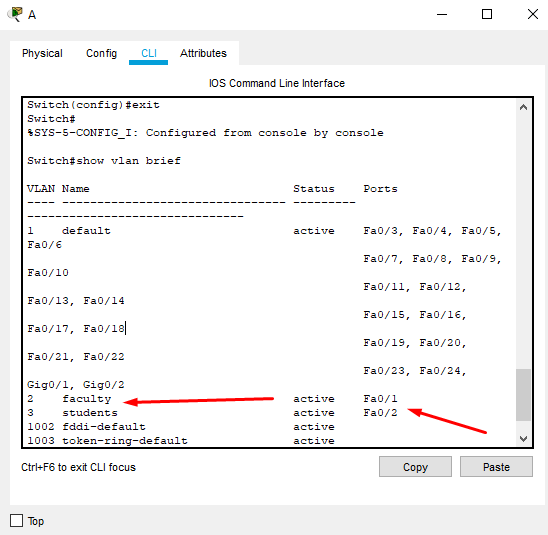 A
Physical Config CLI Attributes
IOS Command Line Interface
Switch(config)#exit
Switch#
%SYS-5-CONFIG_I: Configured from console by console
Switch#show vlan brief
VLAN Name Status Ports
---- -------------------------------- ---------
-------------------------------
1 default active Fa0/3, Fa0/4, Fa0/5,
Fa0/6
Fa0/7, Fa0/8, Fa0/9,
Fa0/10
Fa0/11, Fa0/12,
Fa0/13, Fa0/14
Fa0/15, Fa0/16,
Fa0/17, Fa0/18
Fa0/19, Fa0/20,
Fa0/21, Fa0/22
Fa0/23, Fa0/24,
Gig0/1, Gig0/2
2 faculty active Fa0/1
3 students active Fa0/2
1002 fddi-default active
1003 token-ring-default active
Ctrl+F6 to exit CLI focus Copy Paste
Top